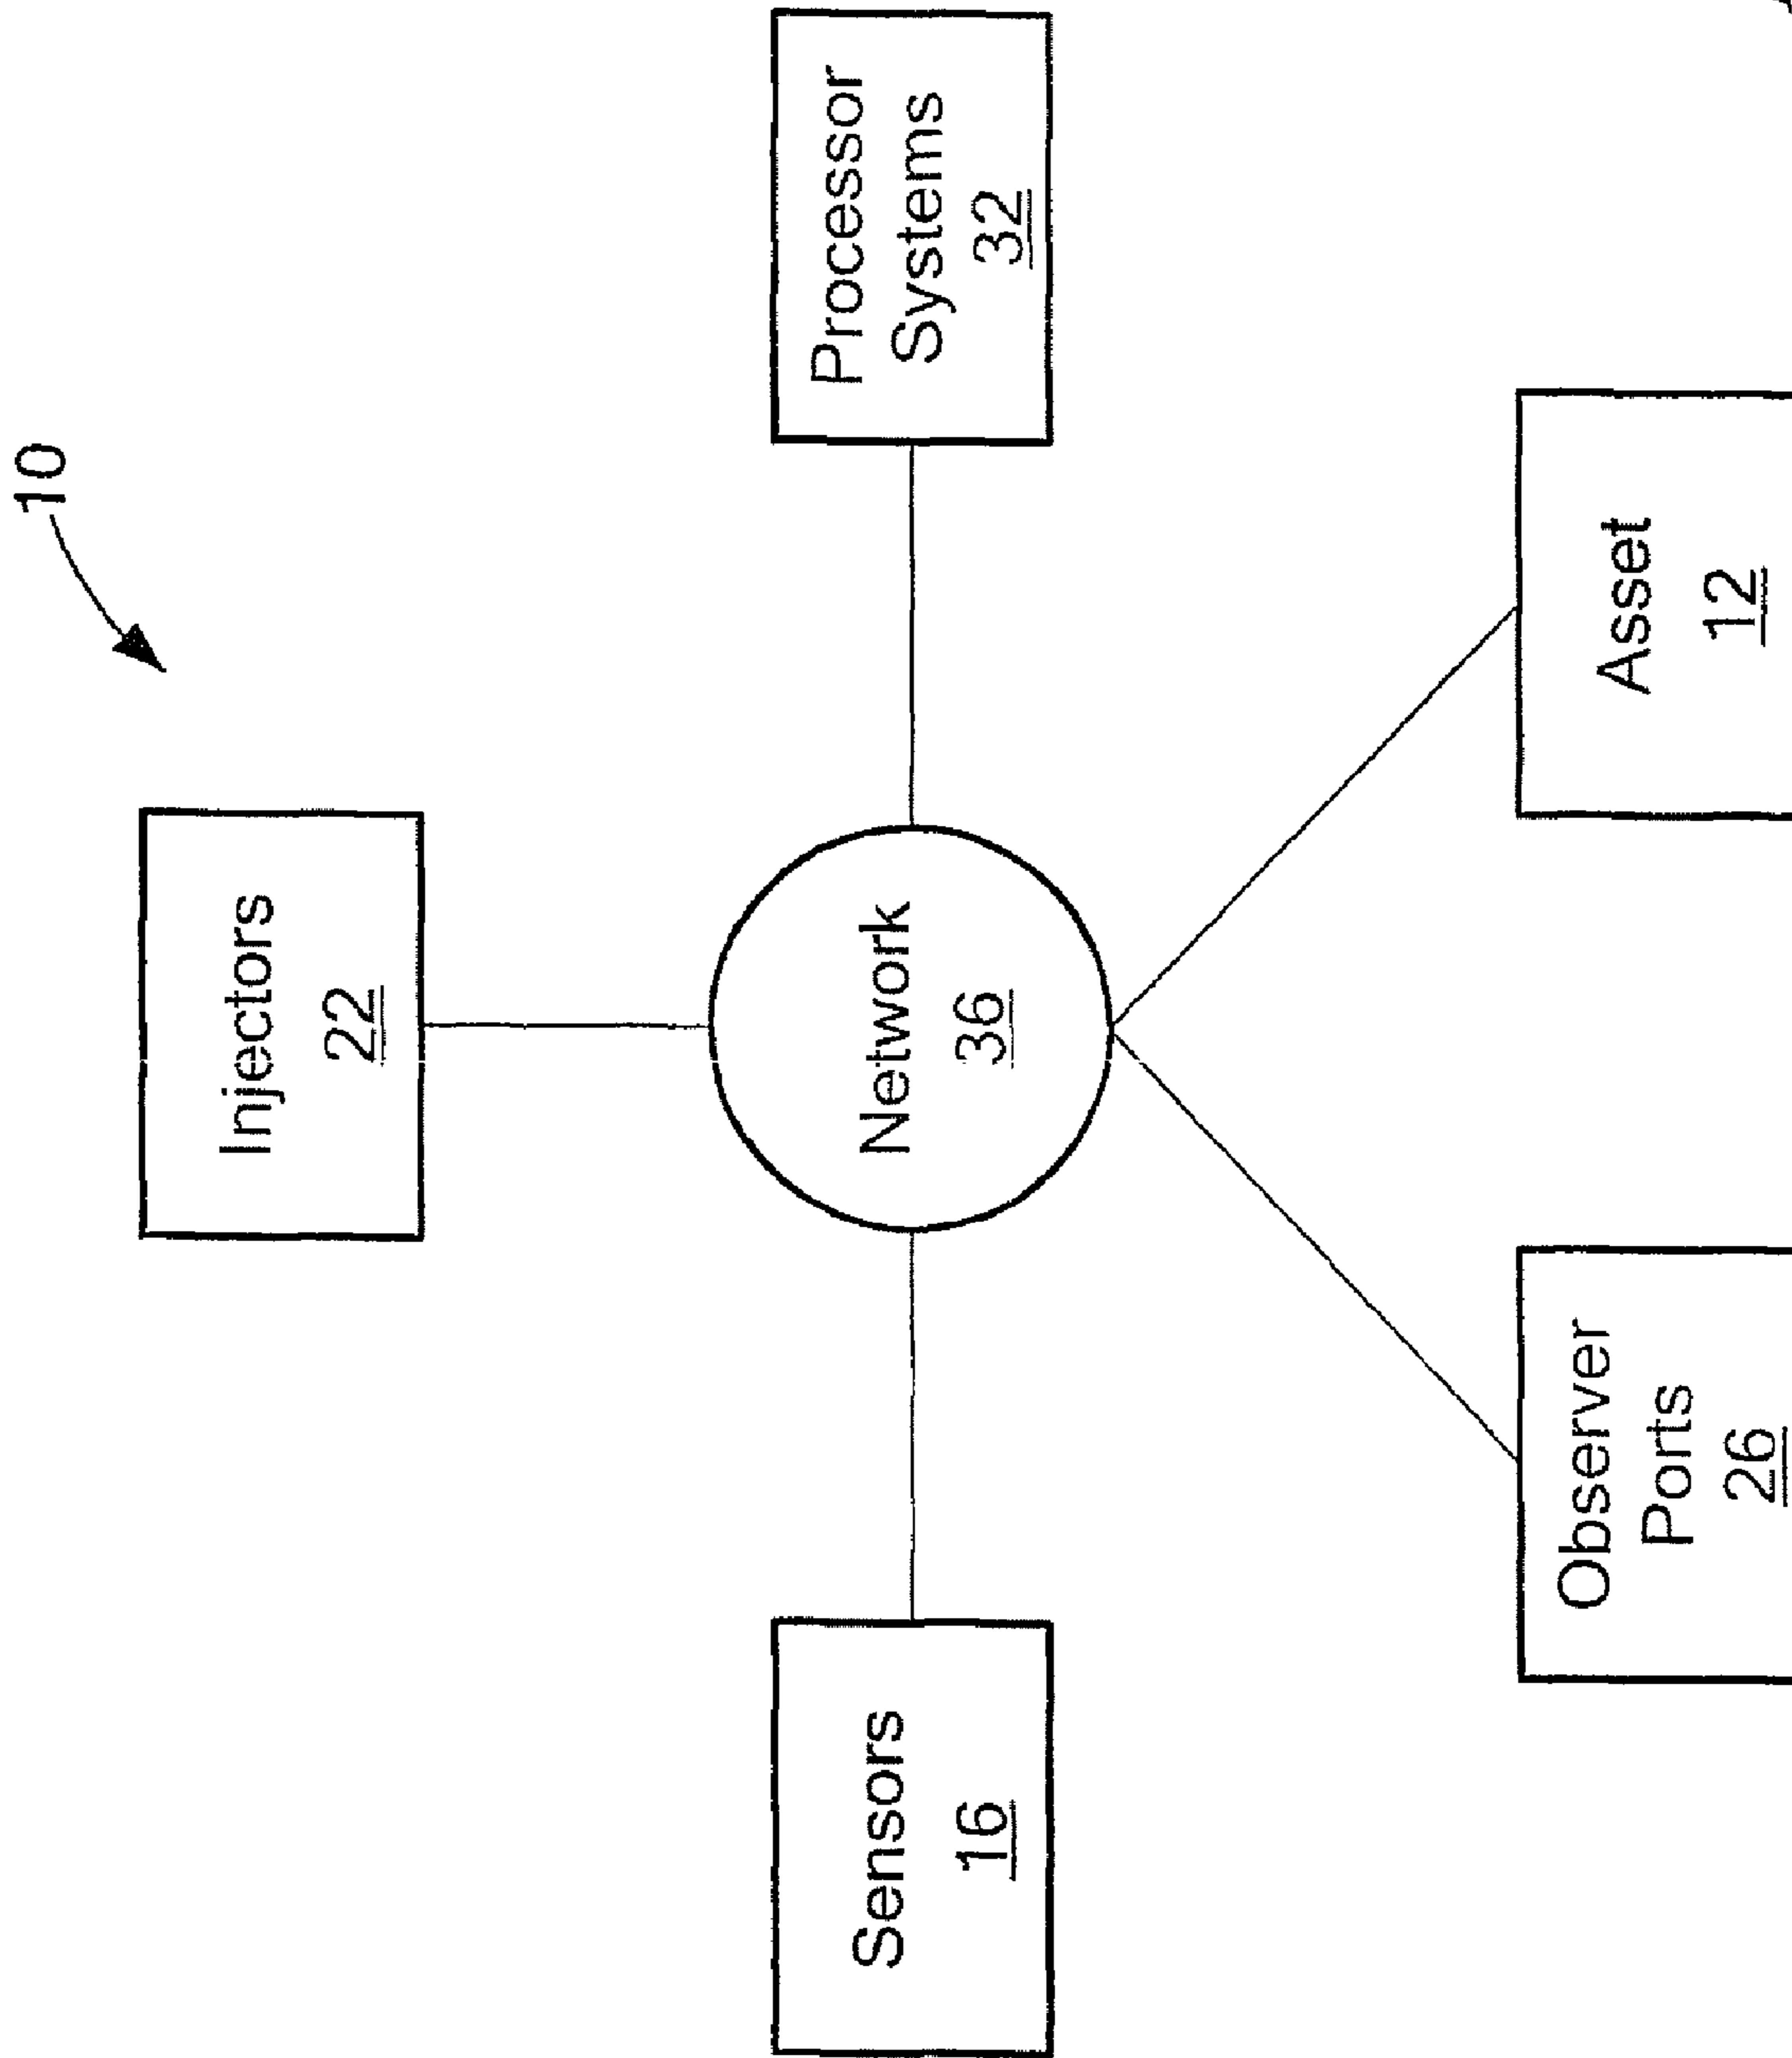 10
Injectors
22
Processor
Systems
32
Network
36
Sensors
16
Asset
12
Observer
Ports
26